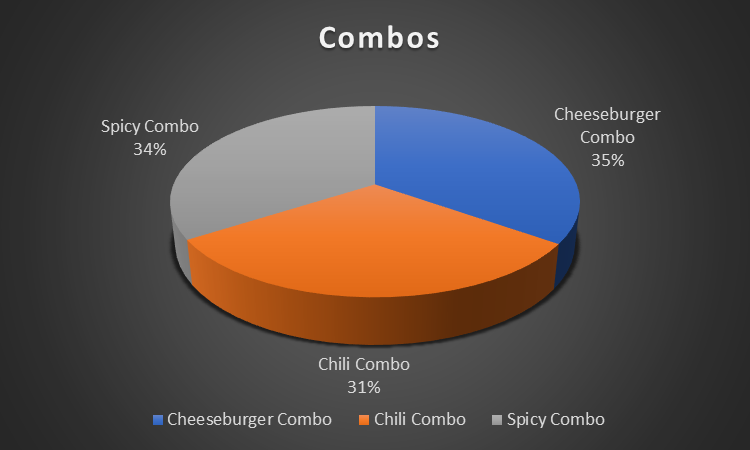 Combos
Spicy Combo
34%
Cheeseburger
Combo
35%
Chili Combo
31%
Cheeseburger Combo Chili Combo Spicy Combo